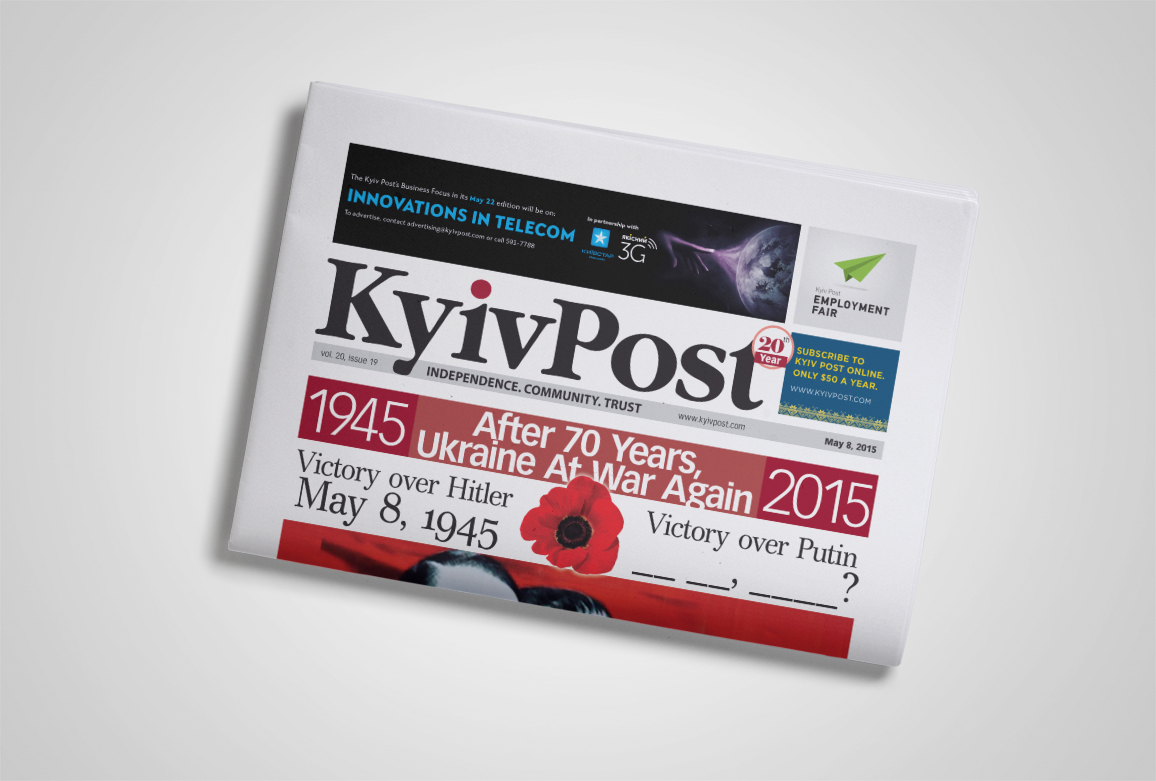 The Kyiv Post's Business Focus in its May 22 edition will be on:
INNOVATIONS IN TELECOM
To advertise, contact advertising@kyivpost.com or call 591-7788
In partnership with
КИЇВСТАР
ЯКІСНИЙ
3G
Kyiv Post
EMPLOYMENT
FAIR
KyivPost
20th
Year
SUBSCRIBE TO
KYIV POST ONLINE.
ONLY $50 A YEAR.
WWW.KYIVPOST.COM
vol. 20, issue 19
INDEPENDENCE. COMMUNITY. TRUST
www.kyivpost.com
May 8, 2015
1945
After 70 Years,
Ukraine At War Again
2015
Victory over Hitler
May 8, 1945
Victory over Putin
__ __, ____?